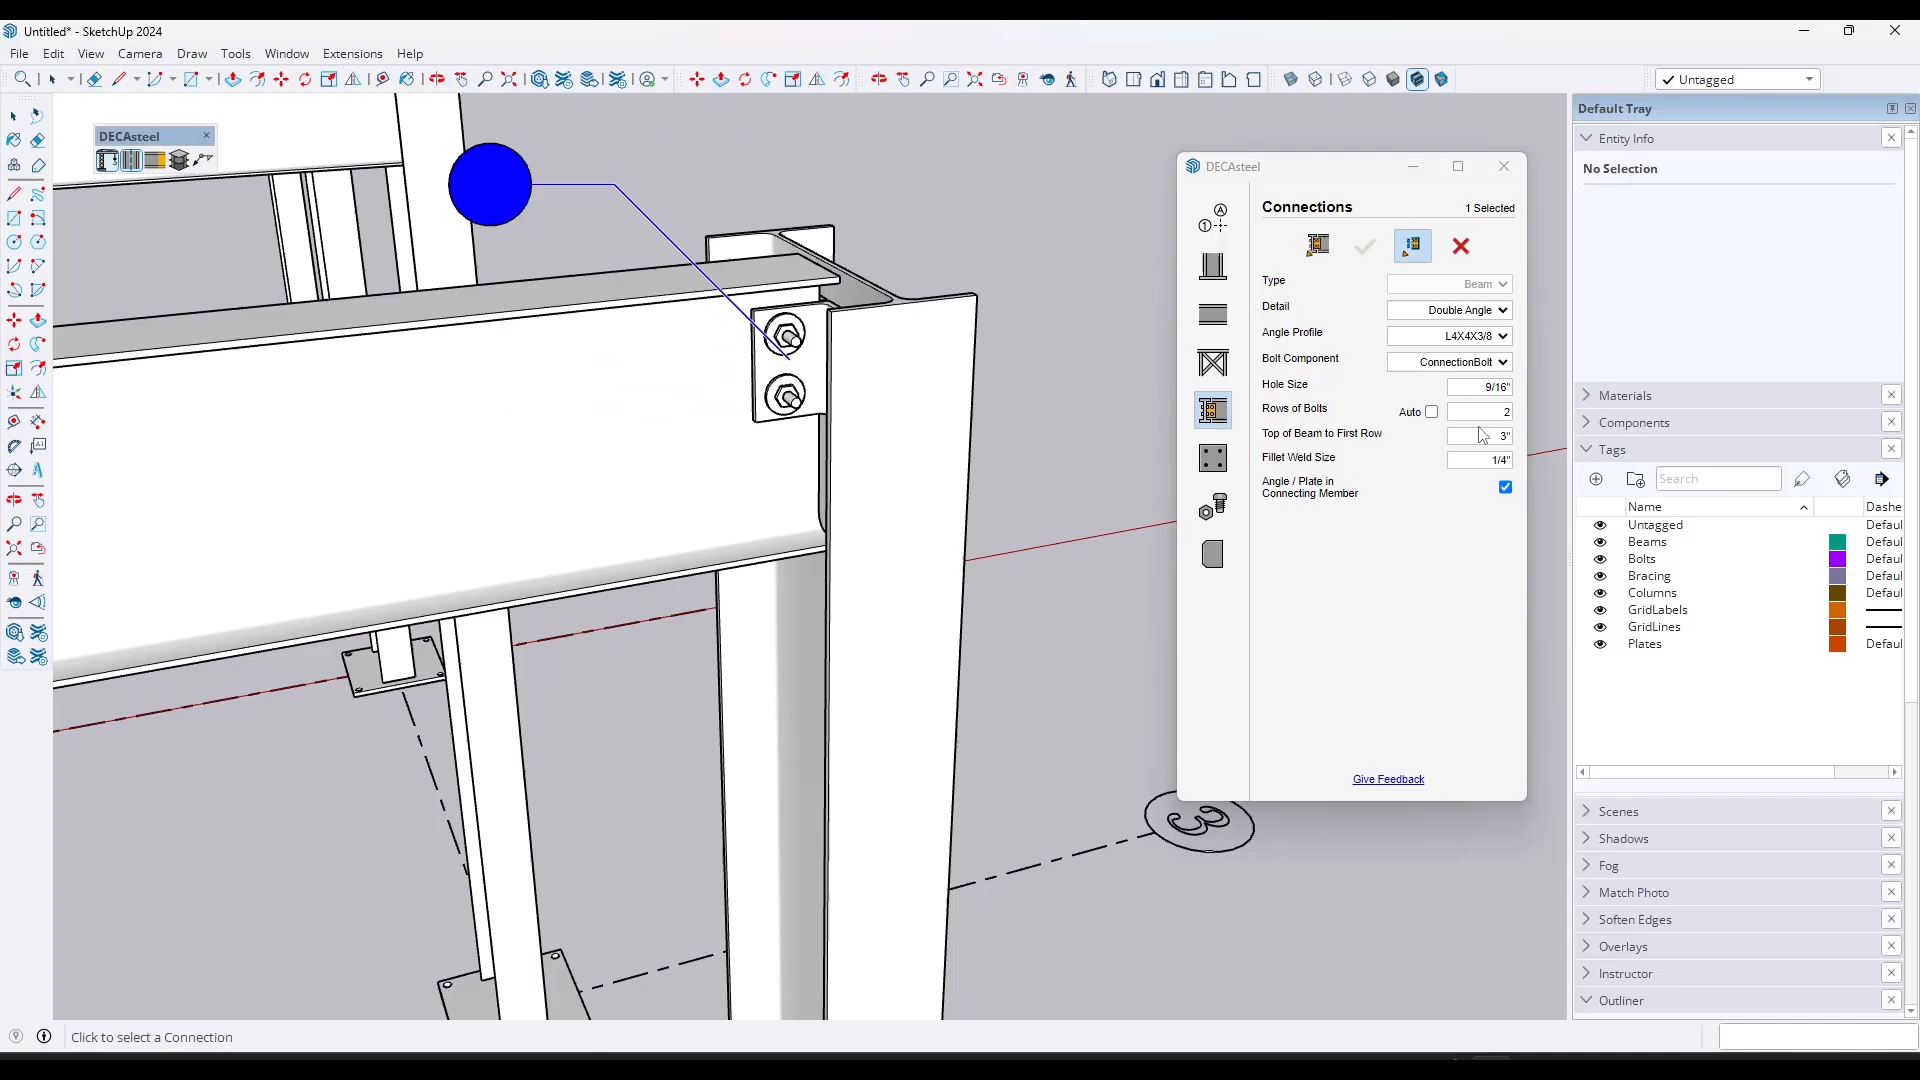 Untitled* - SketchUp 2024
File Edit View Camera Draw Tools Window Extensions Help
Untagged
DECAsteel
3
DECAsteel
Connections
1 Selected
Type
Beam
Detail
Double Angle
Angle Profile
L4X4X3/8
Bolt Component
ConnectionBolt
Hole Size
9/16"
Rows of Bolts
Auto
2
Top of Beam to First Row
3"
Fillet Weld Size
1/4"
Angle / Plate in
Connecting Member
Give Feedback
Default Tray
Entity Info
No Selection
Materials
Components
Tags
Search
Name
Dashe
Untagged Defaul
Beams Defaul
Bolts Defaul
Bracing Defaul
Columns Defaul
GridLabels
GridLines
Plates Defaul
Scenes
Shadows
Fog
Match Photo
Soften Edges
Overlays
Instructor
Outliner
Click to select a Connection